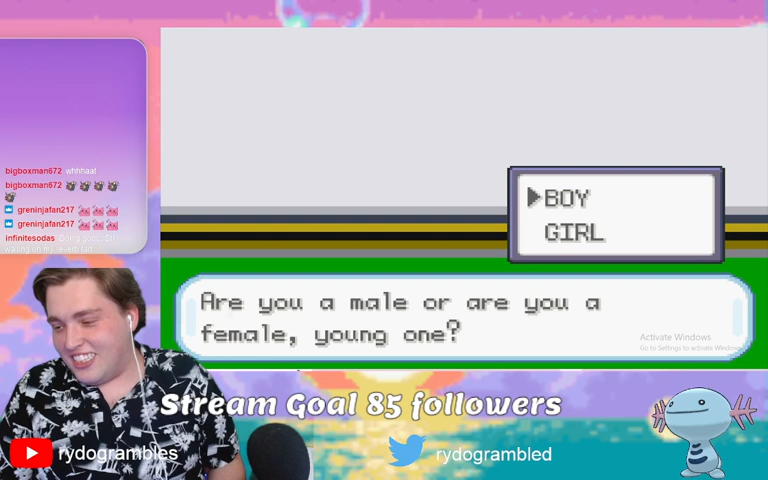 bigboxman672 whhhaat
bigboxman672
greninjafan217
greninjafan217
infinitesodas
BOY
GIRL
Are you a male or are you a
female, young one?
Activate Windows
Go to Settings to activate Windows
Stream Goal 85 followers
rydogrambles
rydogrambled